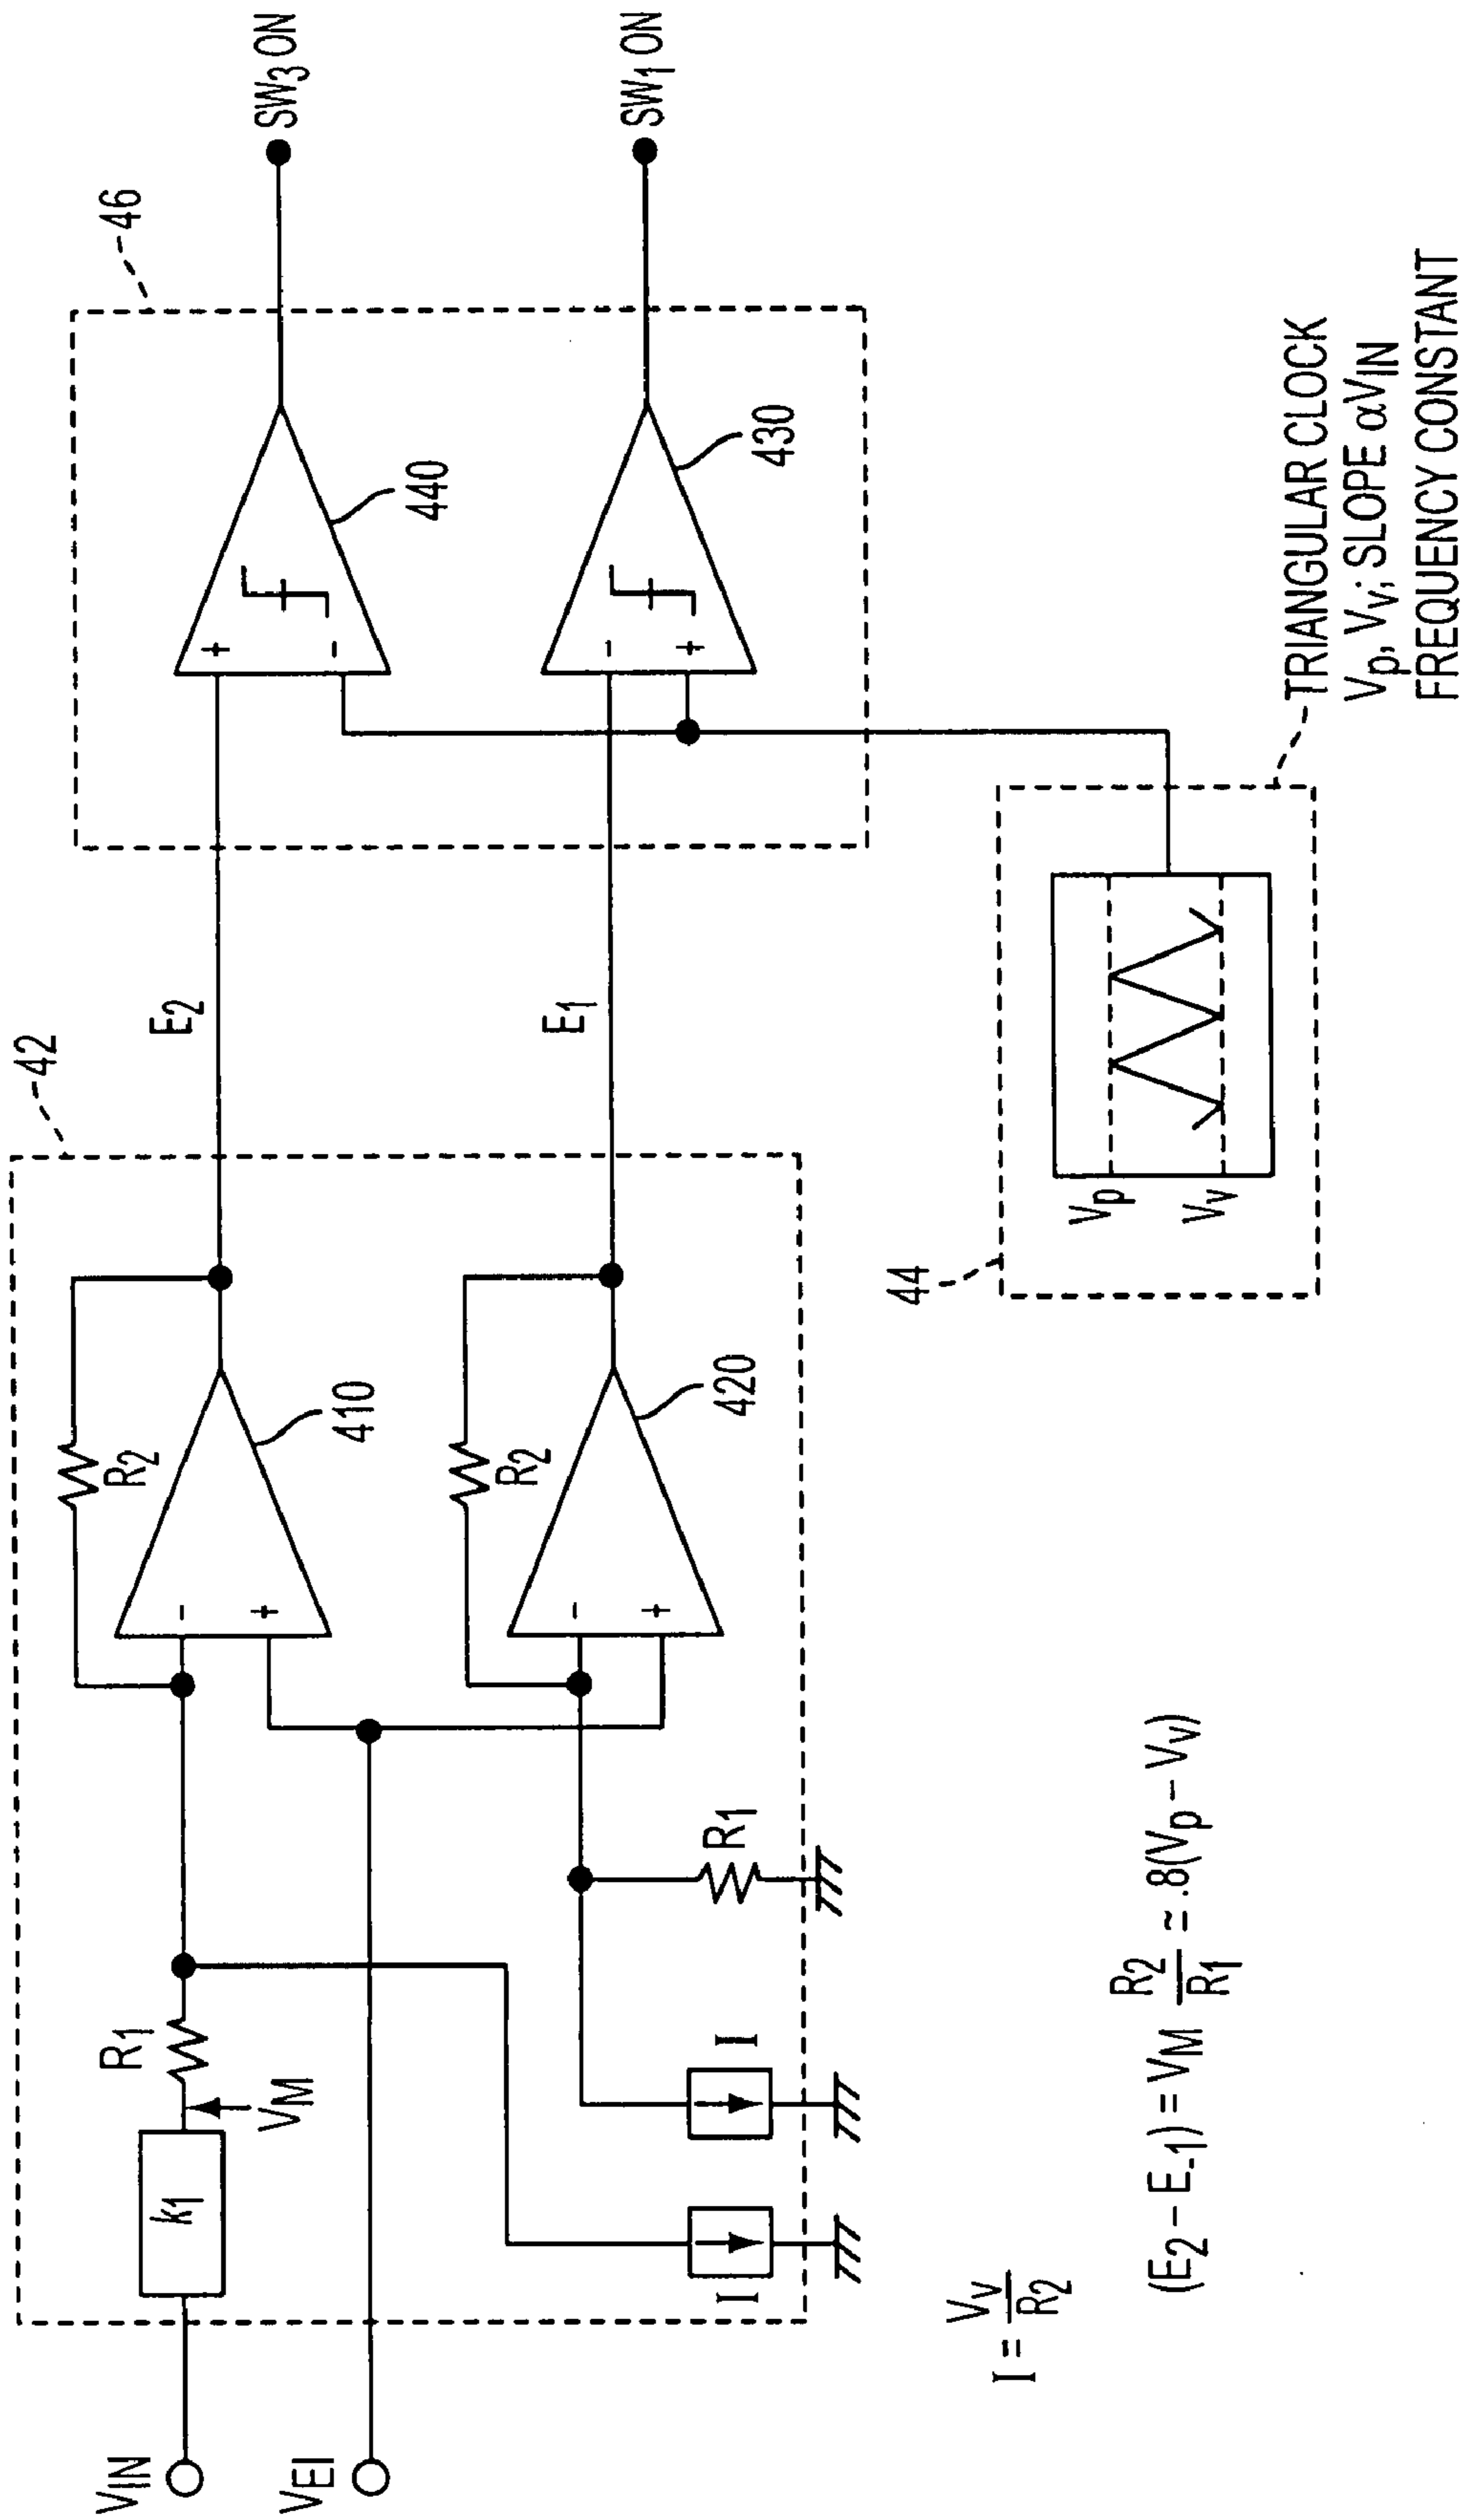 VIN
VEI
42
K1
VM
R1
R2
-
+
410
E2
I
I
R1
R2
-
+
420
E1
46
+
-
440
SW3 ON
-
+
430
SW1 ON
44
Vp
Vv
TRIANGULAR CLOCK
Vp, Vv; SLOPE αVIN
FREQUENCY CONSTANT
I = Vv/R2
(E2 - E-1) = VM R2/R1 ≃ .8(Vp - Vv)